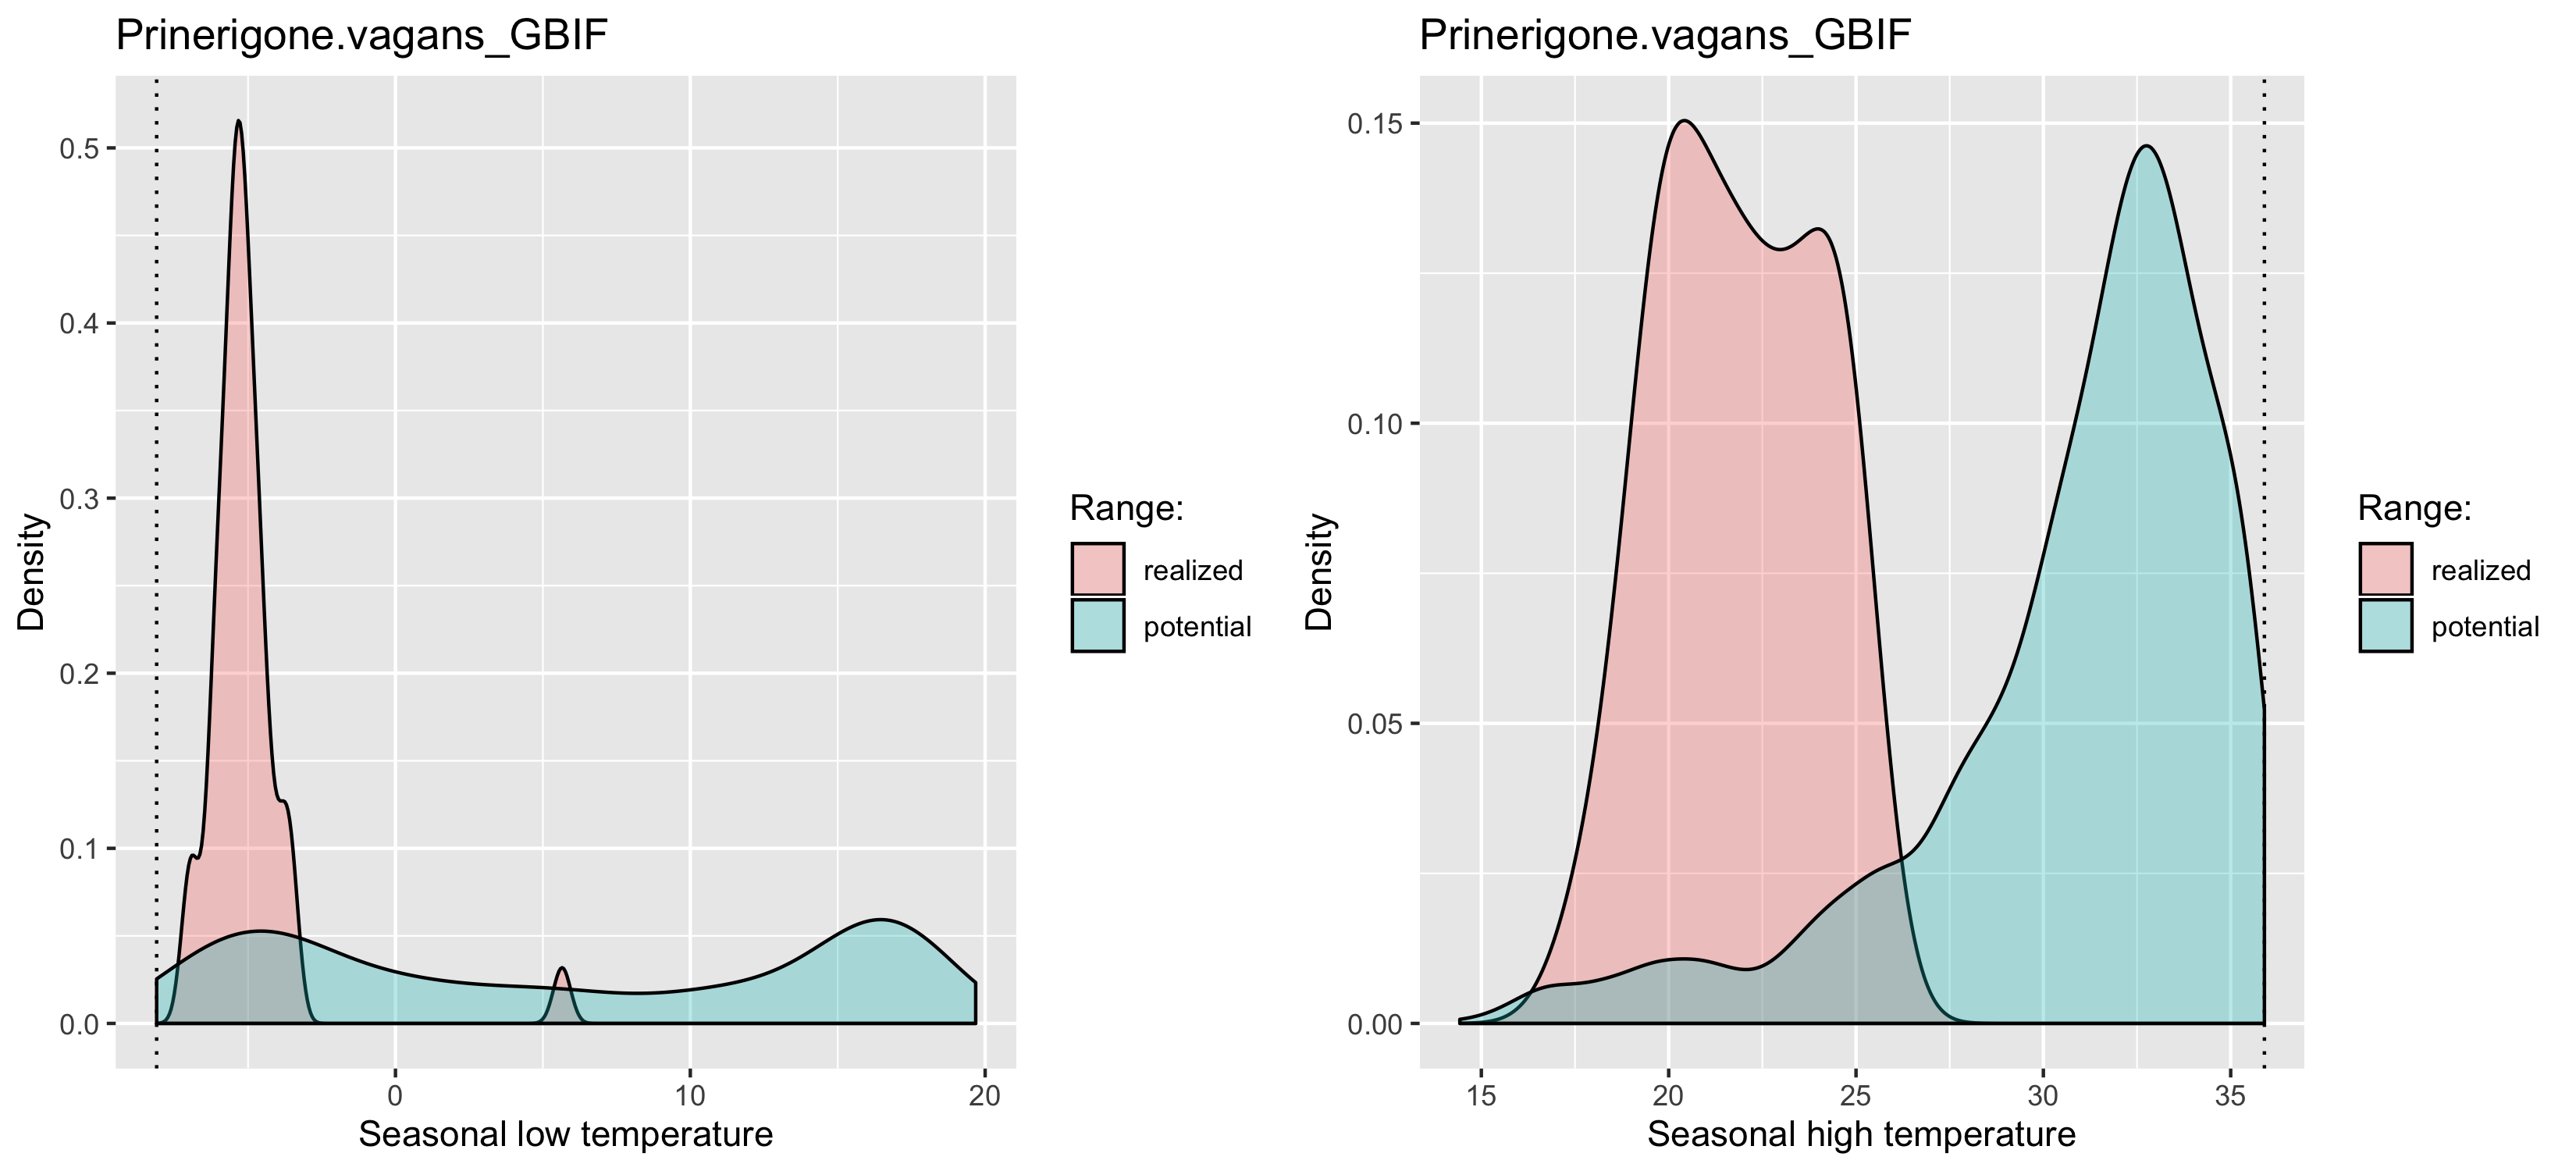 Prinerigone.vagans_GBIF
0.5
0.4
0.3
0.2
0.1
0.0
Density
0
10
20
Seasonal low temperature
Range:
realized
potential
Prinerigone.vagans_GBIF
0.15
0.10
0.05
0.00
Density
15
20
25
30
35
Seasonal high temperature
Range:
realized
potential